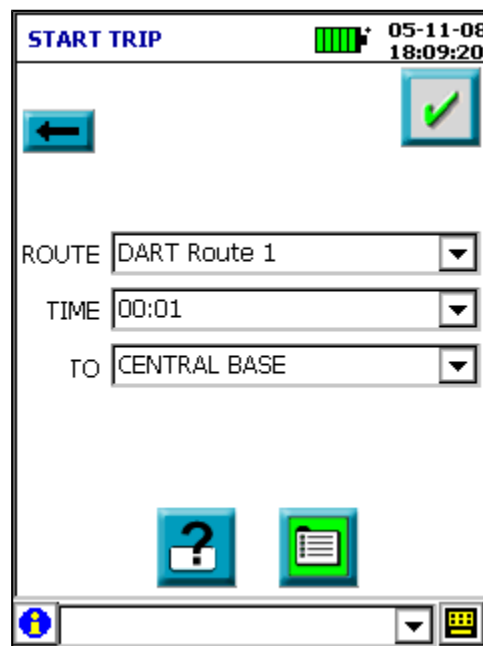 START TRIP
05-11-08
18:09:20
ROUTE DART Route 1
TIME 00:01
TO CENTRAL BASE